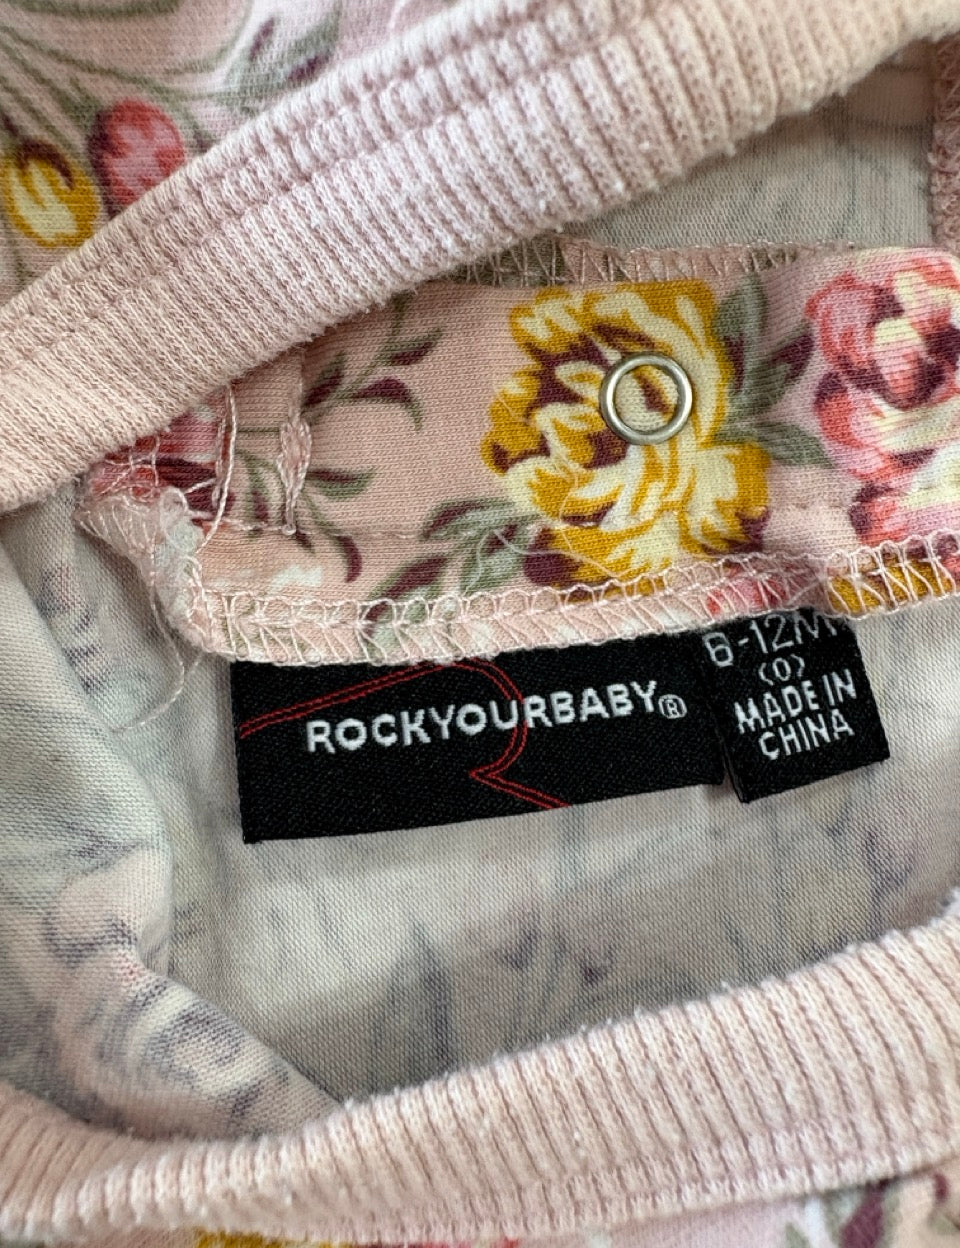 ROCKYOURBABY®
6-12M
(0)
MADE IN
CHINA